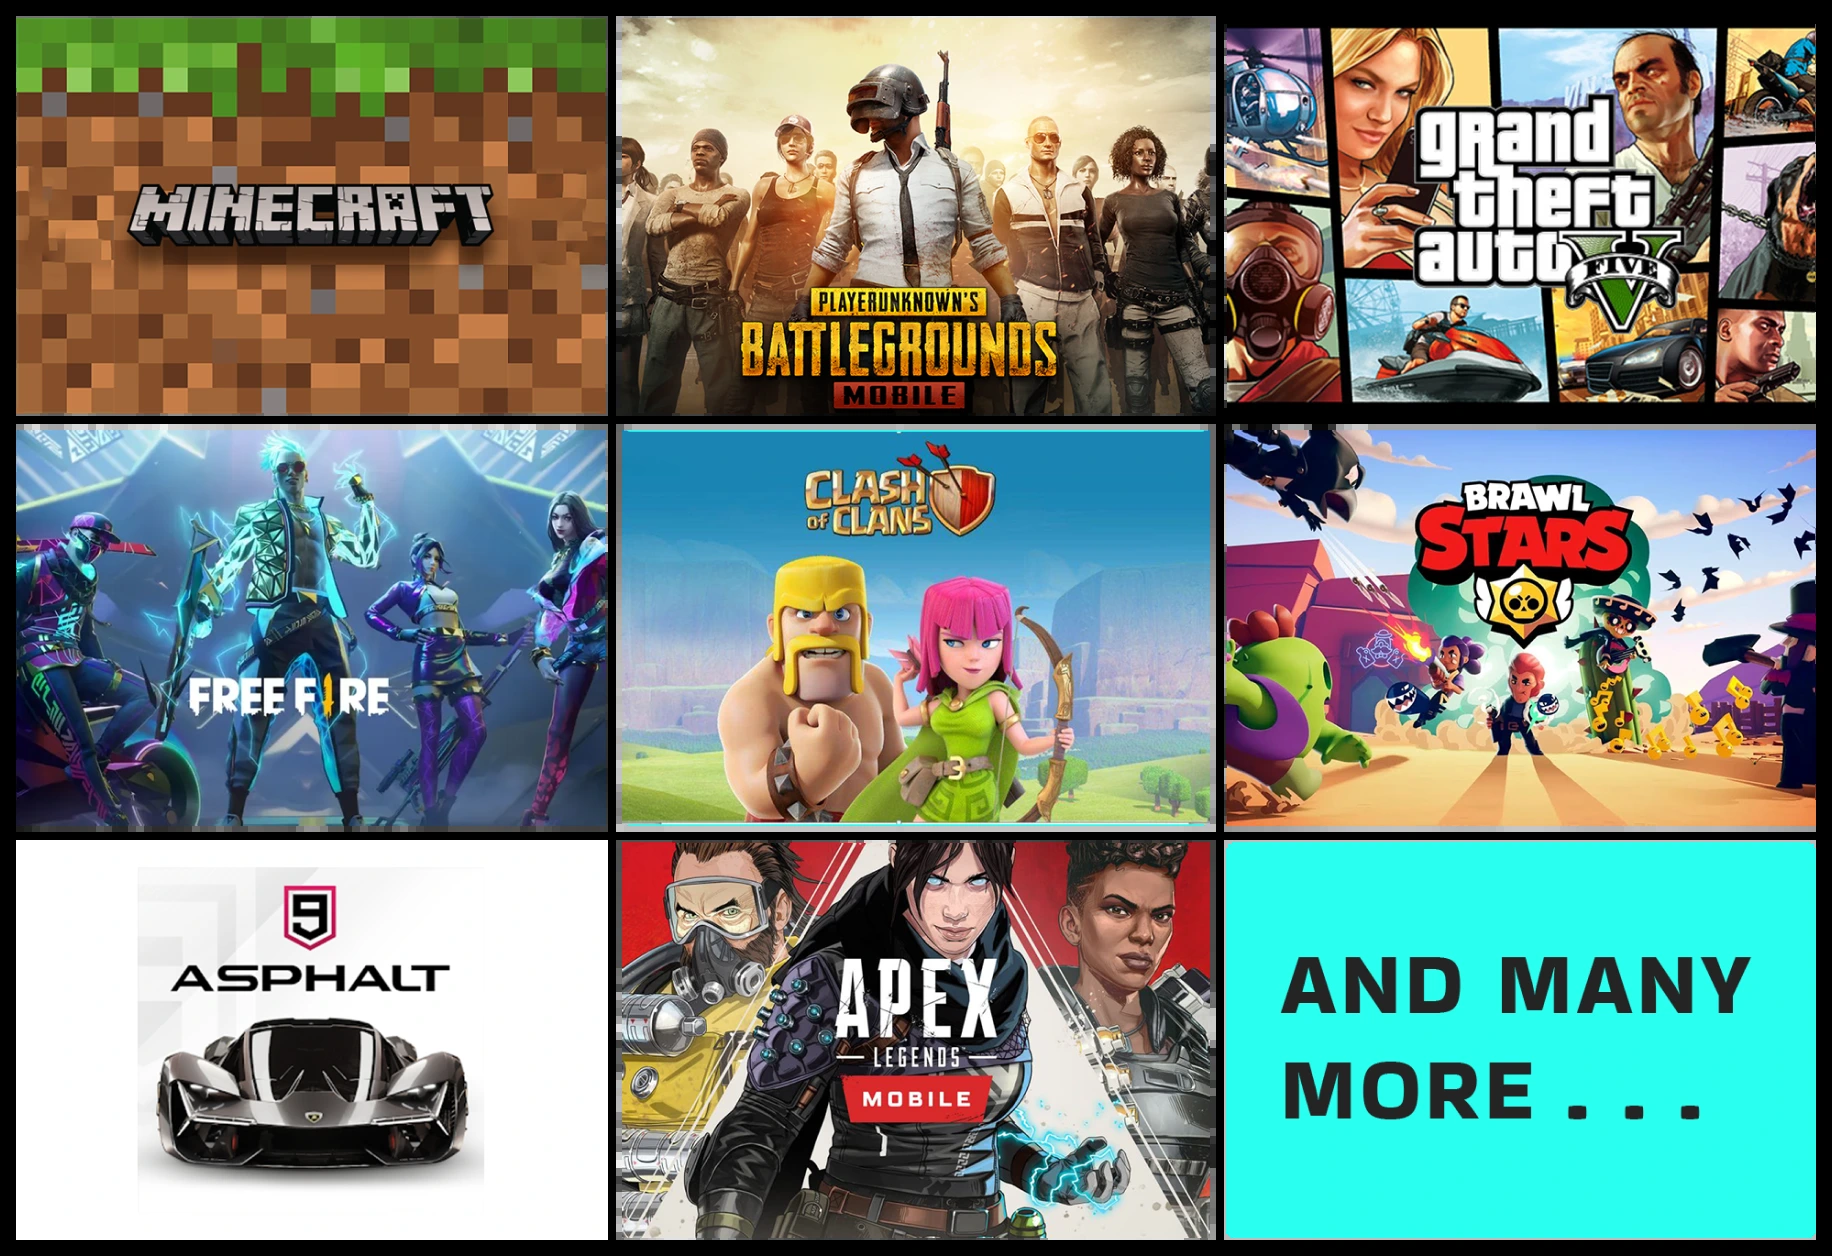 MINECRAFT
PLAYERUNKNOWN'S
BATTLEGROUNDS
MOBILE
grand
theft
auto
FIVE
V
FREE FIRE
CLASH
OF CLANS
BRAWL
STARS
9
ASPHALT
APEX
LEGENDS
MOBILE
AND MANY
MORE . . .